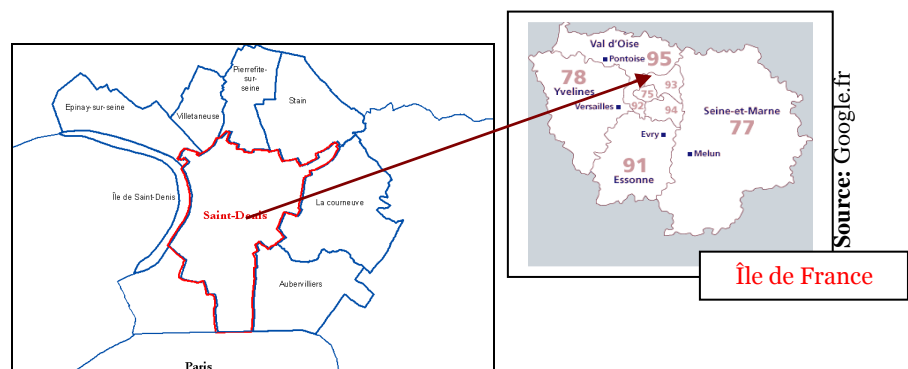 Pierrefite-
sur-
seine
Stain
Epinay-sur-seine
Villetaneuse
Île de Saint-Denis
Saint-Denis
La courneuve
Aubervilliers
Paris
Val d'Oise
Pontoise
95
78
Yvelines
93
75
Versailles
92
94
Seine-et-Marne
77
Evry
Melun
91
Essonne
Source: Google.fr
Île de France